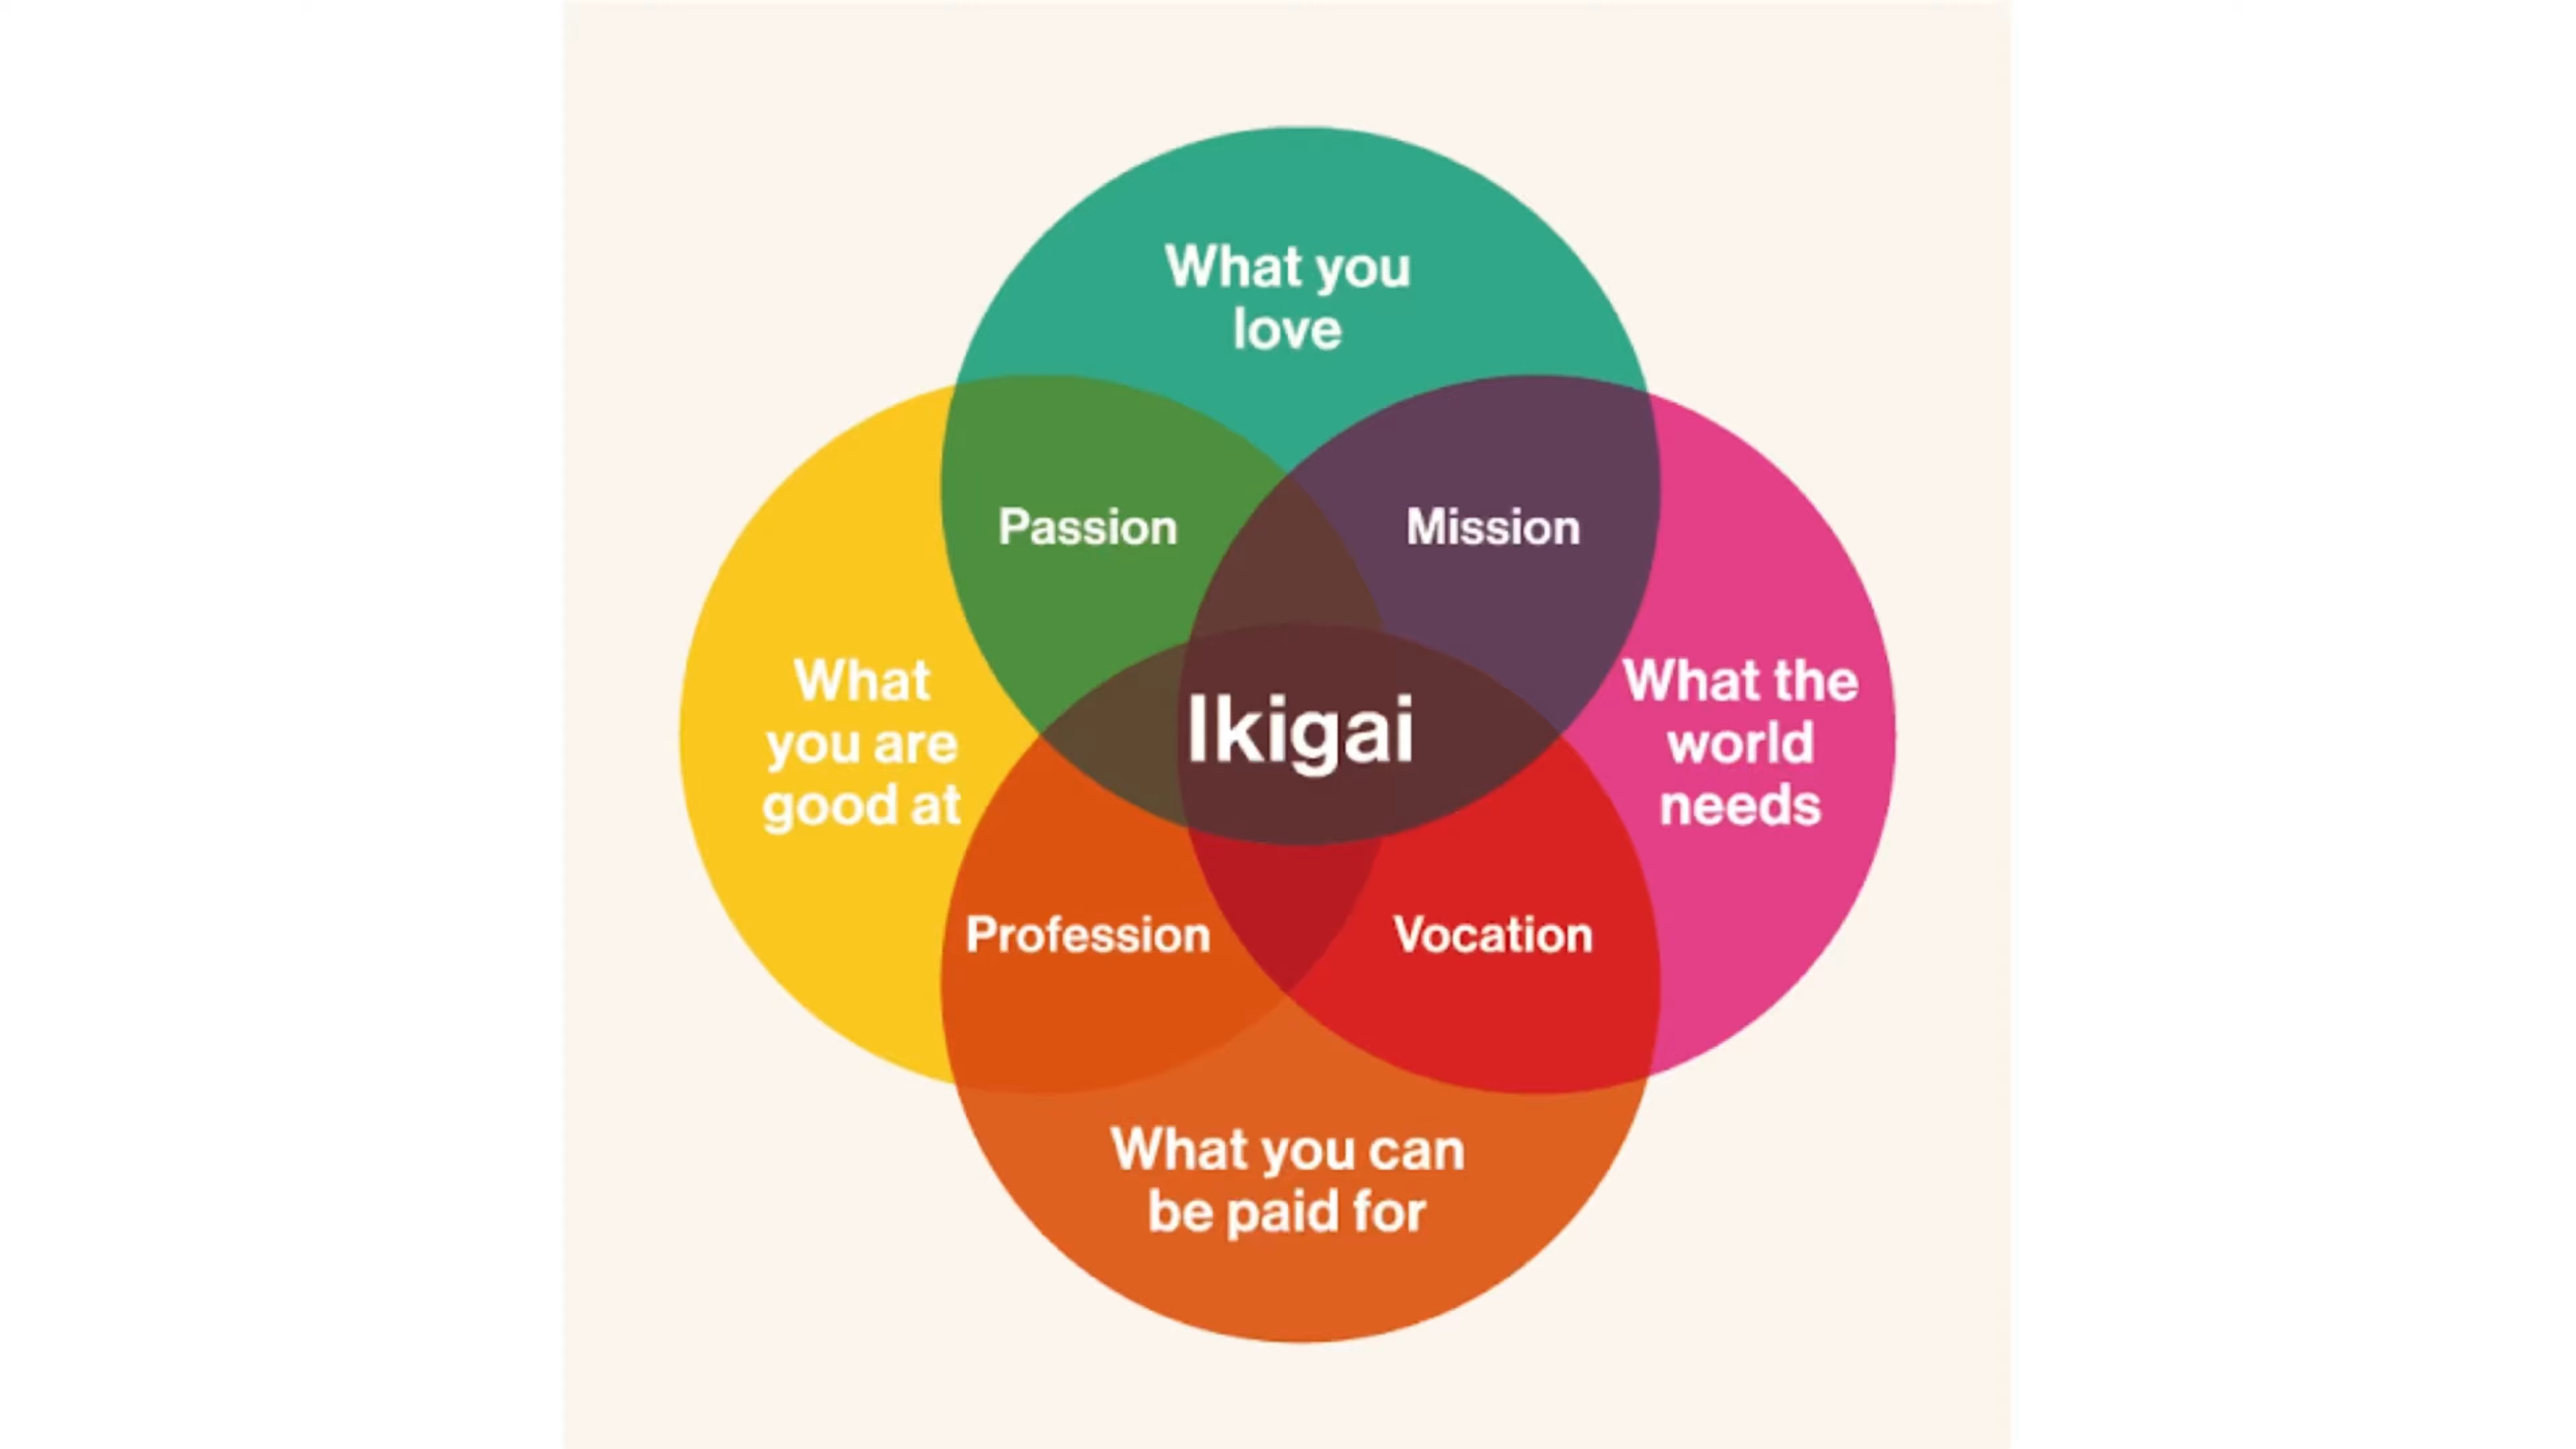 What you
love
Passion
Mission
What
you are
good at
Ikigai
What the
world
needs
Profession
Vocation
What you can
be paid for